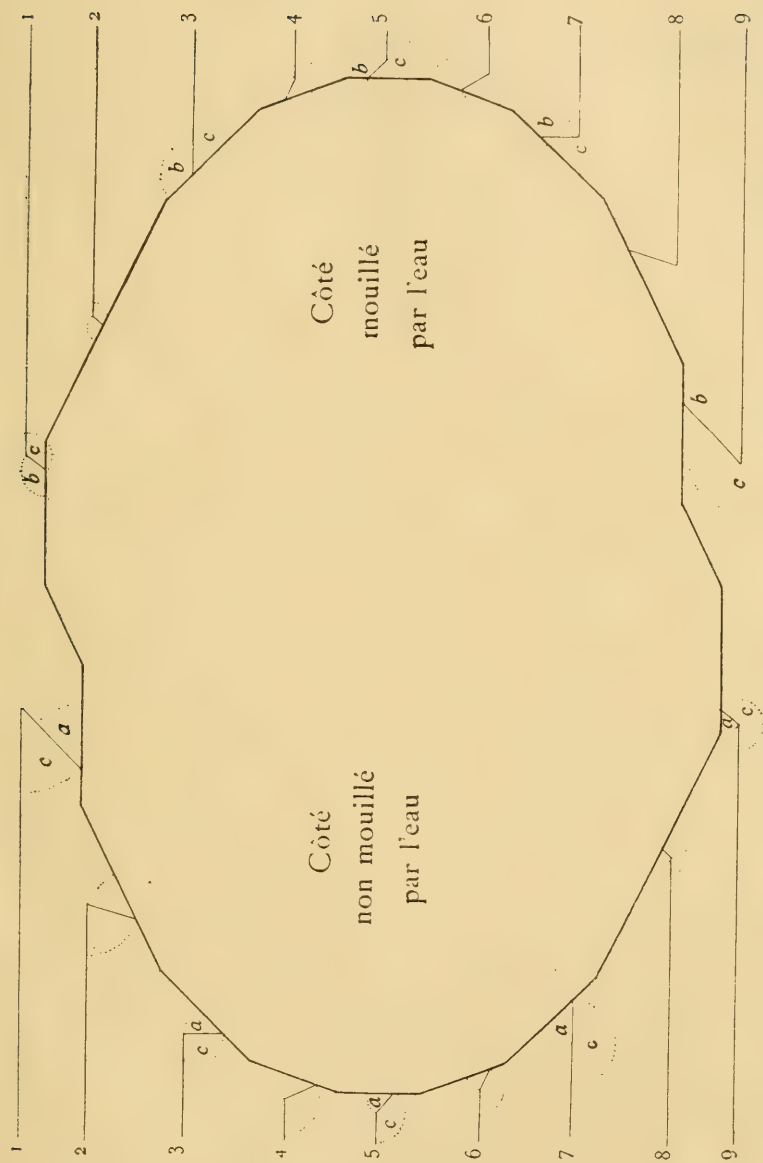 1 b c 1
c a
2 2
b
3 c a c 3
4 4
Côté Côté
b
non mouillé mouillé
5 a 5
c c
par l'eau par l'eau
6 6
b
7 a c 7
c
8 8
b
9 a c 9
c